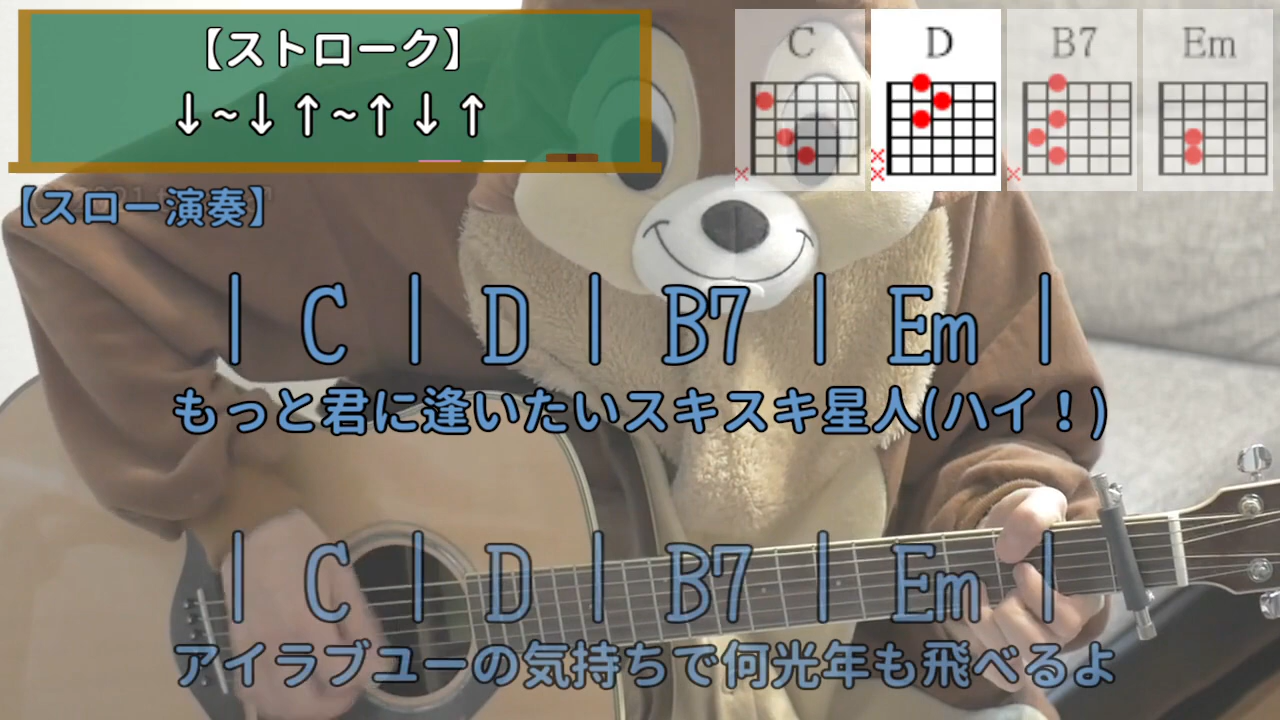 【ストローク】
↓~↓↑~↑↓↑
C D B7 Em
× × × ×
【スロー演奏】
| C | D | B7 | Em |
もっと君に逢いたいスキスキ星人(ハイ！)
| C | D | B7 | Em |
アイラブユーの気持ちで何光年も飛べるよ